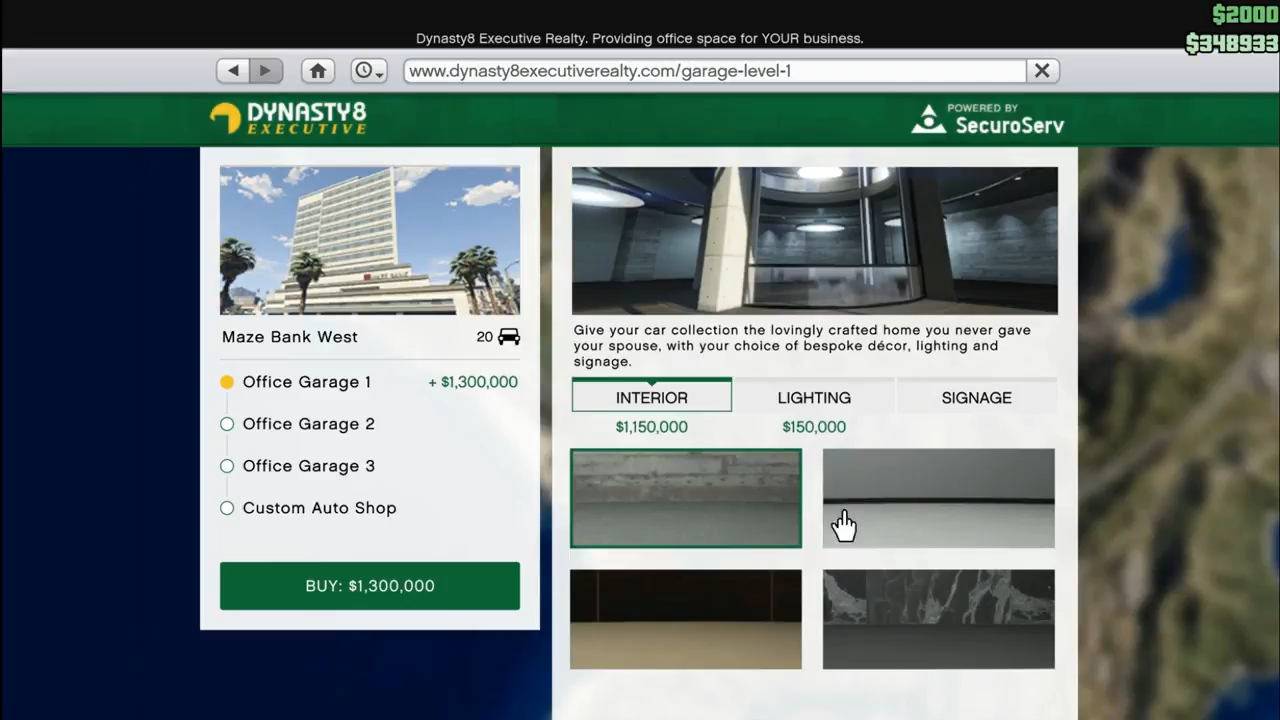 $2000
$348933
Dynasty8 Executive Realty. Providing office space for YOUR business.
www.dynasty8executiverealty.com/garage-level-1
DYNASTY 8
EXECUTIVE
POWERED BY
SecuroServ
Maze Bank West
20
Office Garage 1
+ $1,300,000
Office Garage 2
Office Garage 3
Custom Auto Shop
BUY: $1,300,000
Give your car collection the lovingly crafted home you never gave
your spouse, with your choice of bespoke décor, lighting and
signage.
INTERIOR
LIGHTING
SIGNAGE
$1,150,000
$150,000